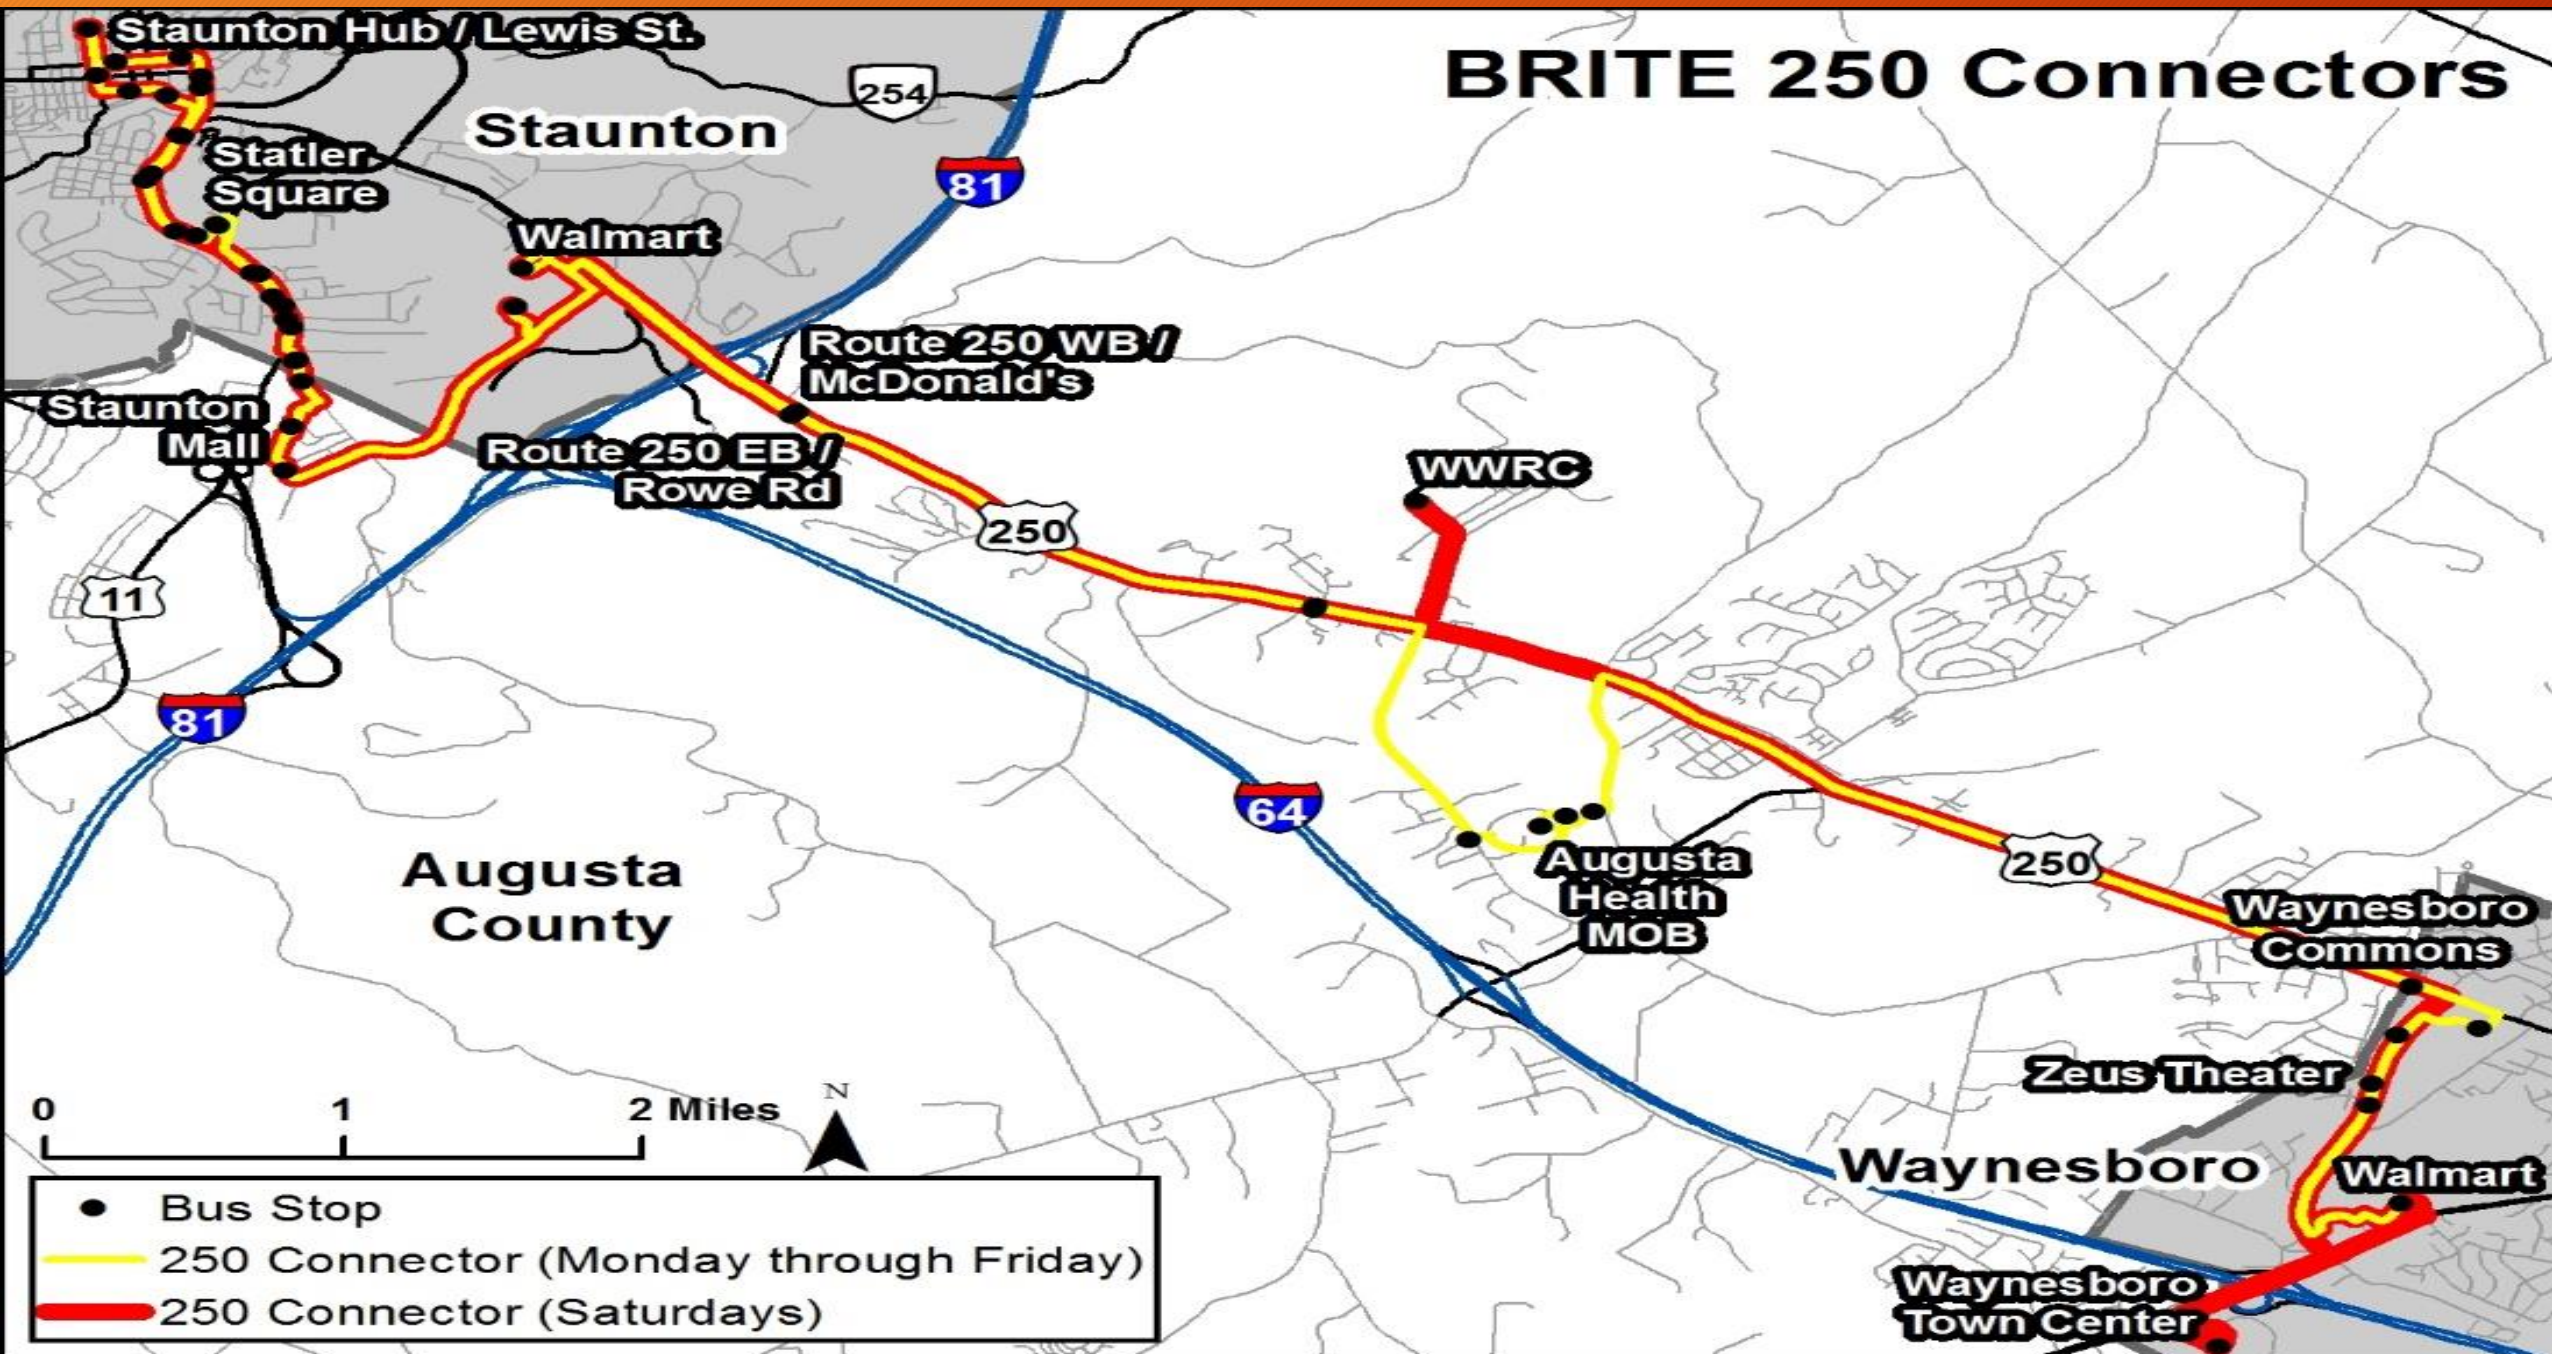 Staunton Hub / Lewis St.
BRITE 250 Connectors
254
Staunton
Statler
Square
81
Walmart
Route 250 WB /
McDonald's
Staunton
Mall
Route 250 EB /
Rowe Rd
WWRC
250
11
81
64
250
Augusta
County
Augusta
Health
MOB
Waynesboro
Commons
Zeus Theater
0 1 2 Miles
N
Waynesboro
Walmart
Bus Stop
250 Connector (Monday through Friday)
250 Connector (Saturdays)
Waynesboro
Town Center